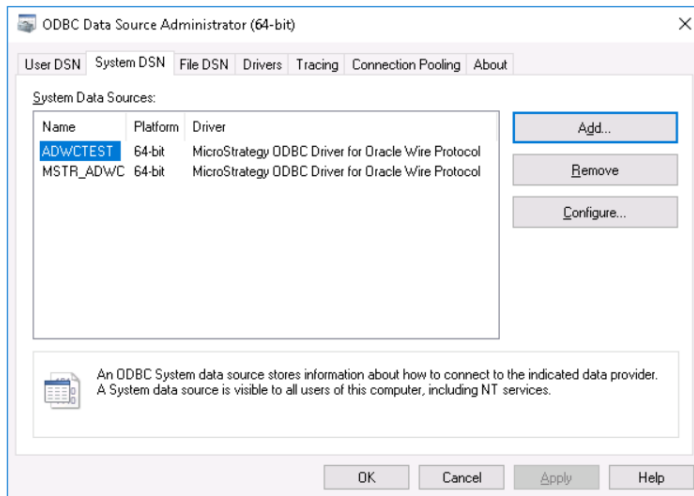 ODBC Data Source Administrator (64-bit)
User DSN System DSN File DSN Drivers Tracing Connection Pooling About
System Data Sources:
Name Platform Driver
ADWCTEST 64-bit MicroStrategy ODBC Driver for Oracle Wire Protocol
MSTR_ADWC 64-bit MicroStrategy ODBC Driver for Oracle Wire Protocol
Add...
Remove
Configure...
An ODBC System data source stores information about how to connect to the indicated data provider.
A System data source is visible to all users of this computer, including NT services.
OK Cancel Apply Help